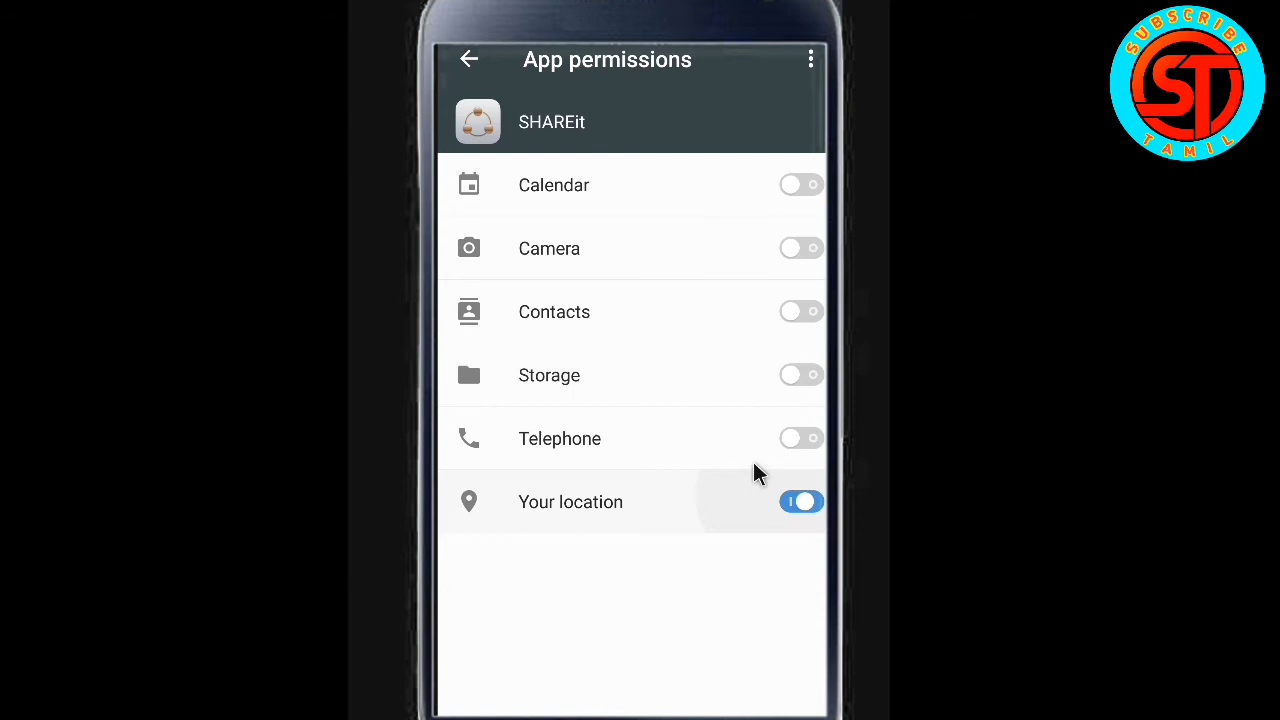 App permissions
SHAREit
Calendar
Camera
Contacts
Storage
Telephone
Your location
SUBSCRIBE
ST
TAMIL